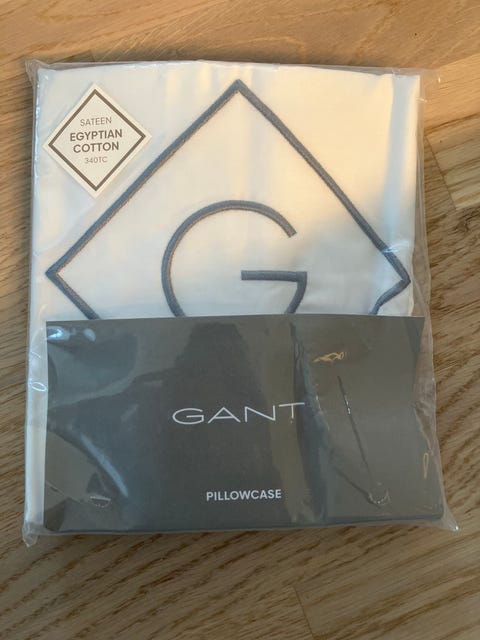 SATEEN
EGYPTIAN
COTTON
340TC
G
GANT
PILLOWCASE